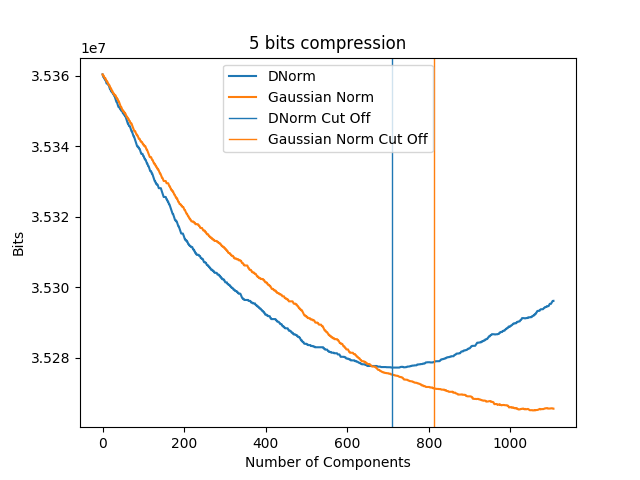 5 bits compression
1e7
DNorm
Gaussian Norm
DNorm Cut Off
Gaussian Norm Cut Off
3.536
3.534
3.532
3.530
3.528
Bits
0 200 400 600 800 1000
Number of Components